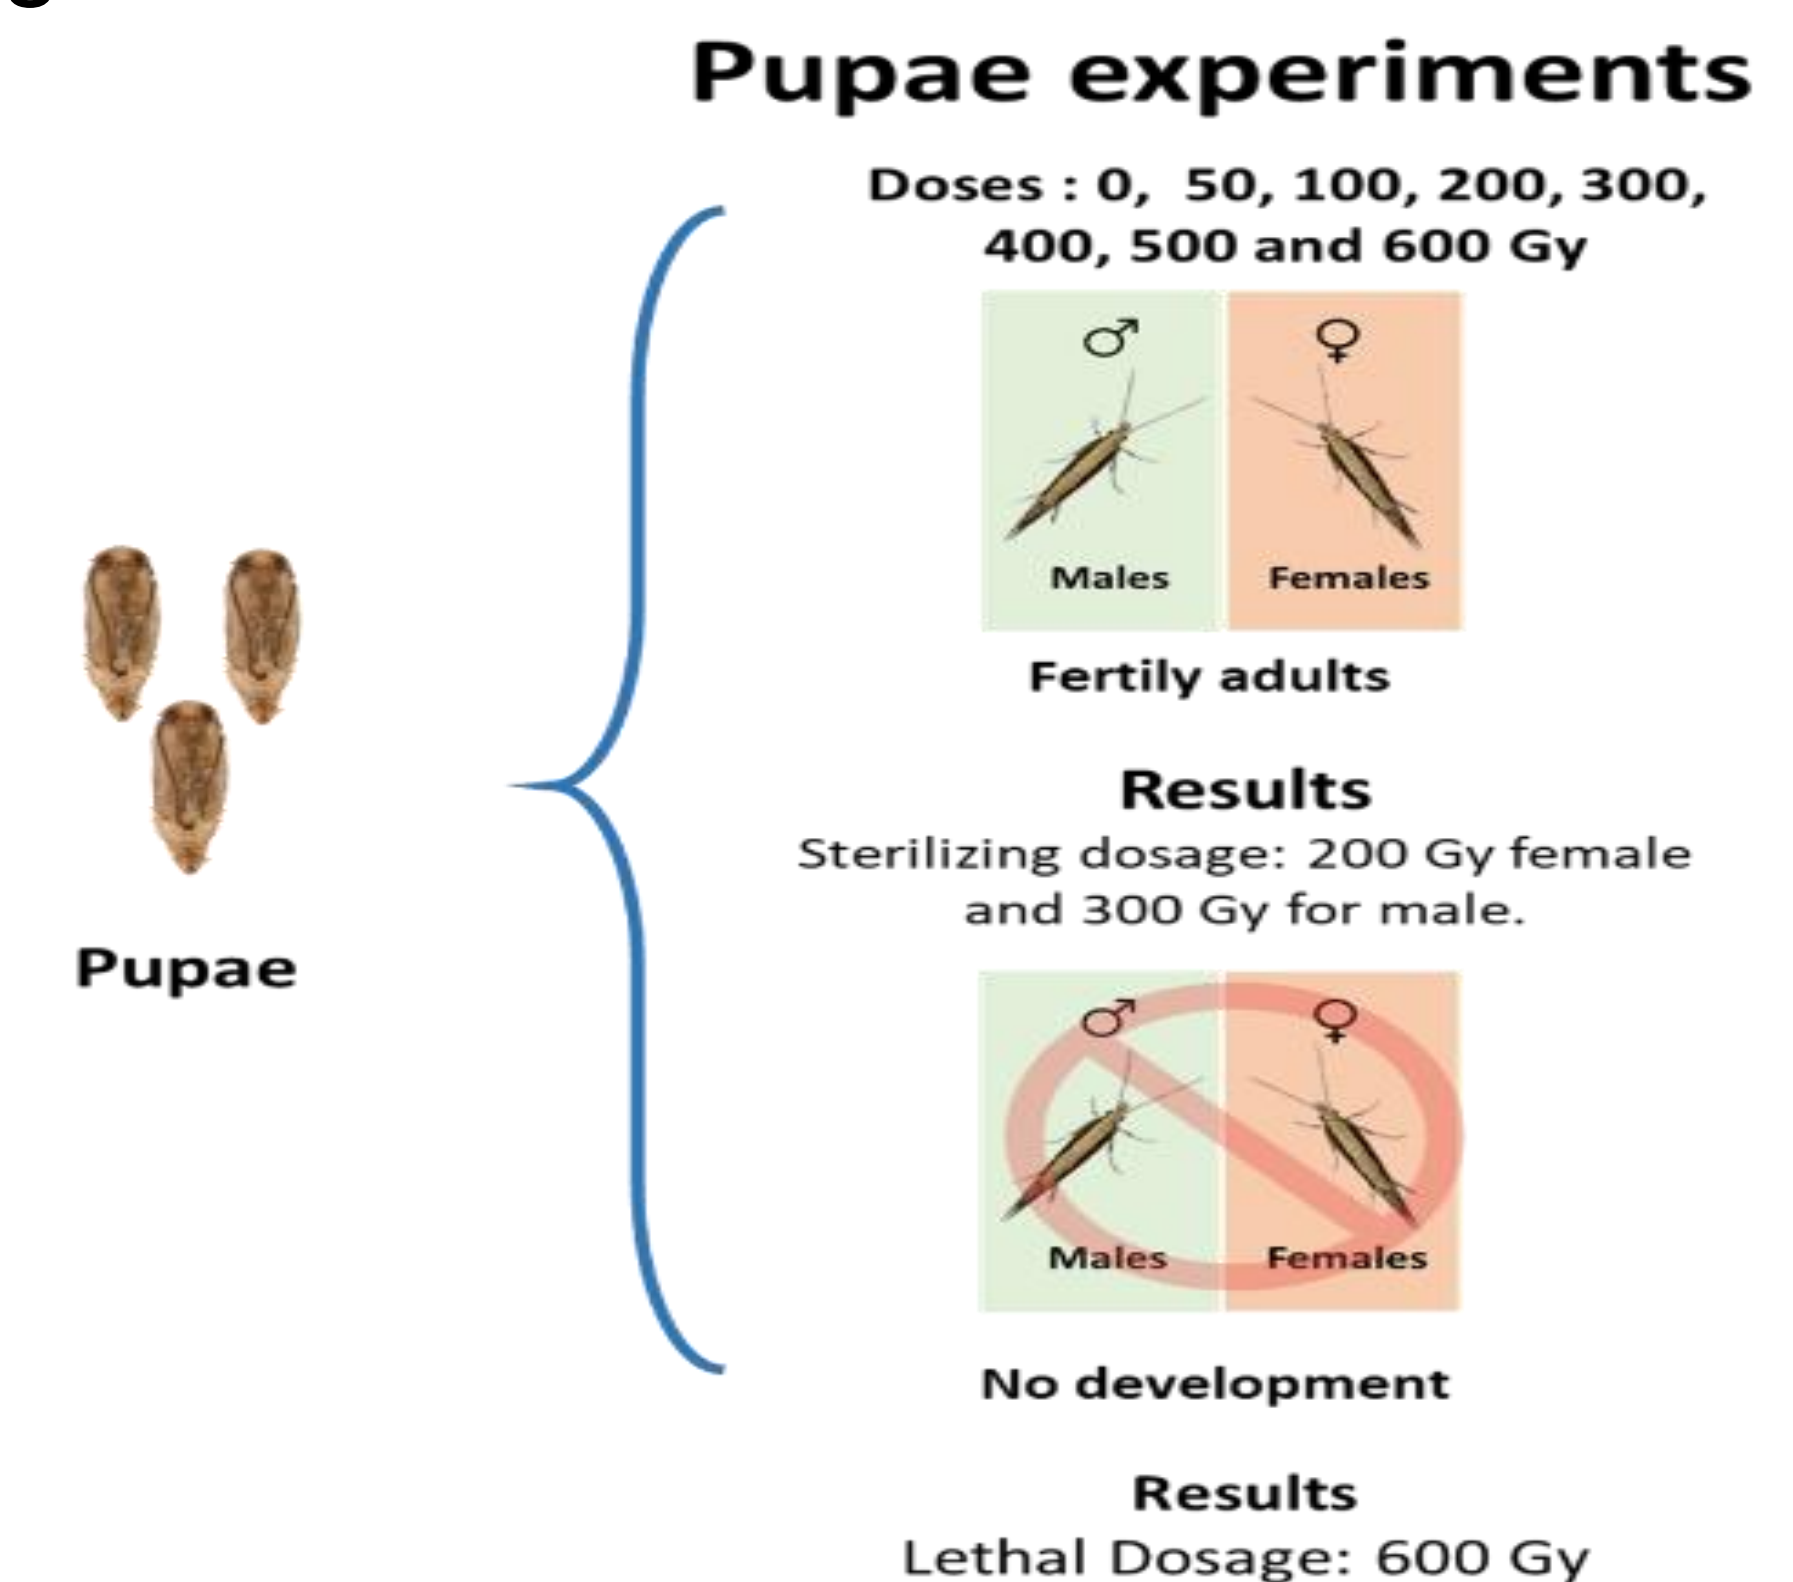 Pupae experiments
Doses : 0, 50, 100, 200, 300,
400, 500 and 600 Gy
♂ ♀
Males Females
Fertily adults
Results
Sterilizing dosage: 200 Gy female
and 300 Gy for male.
Pupae
♂ ♀
Males Females
No development
Results
Lethal Dosage: 600 Gy